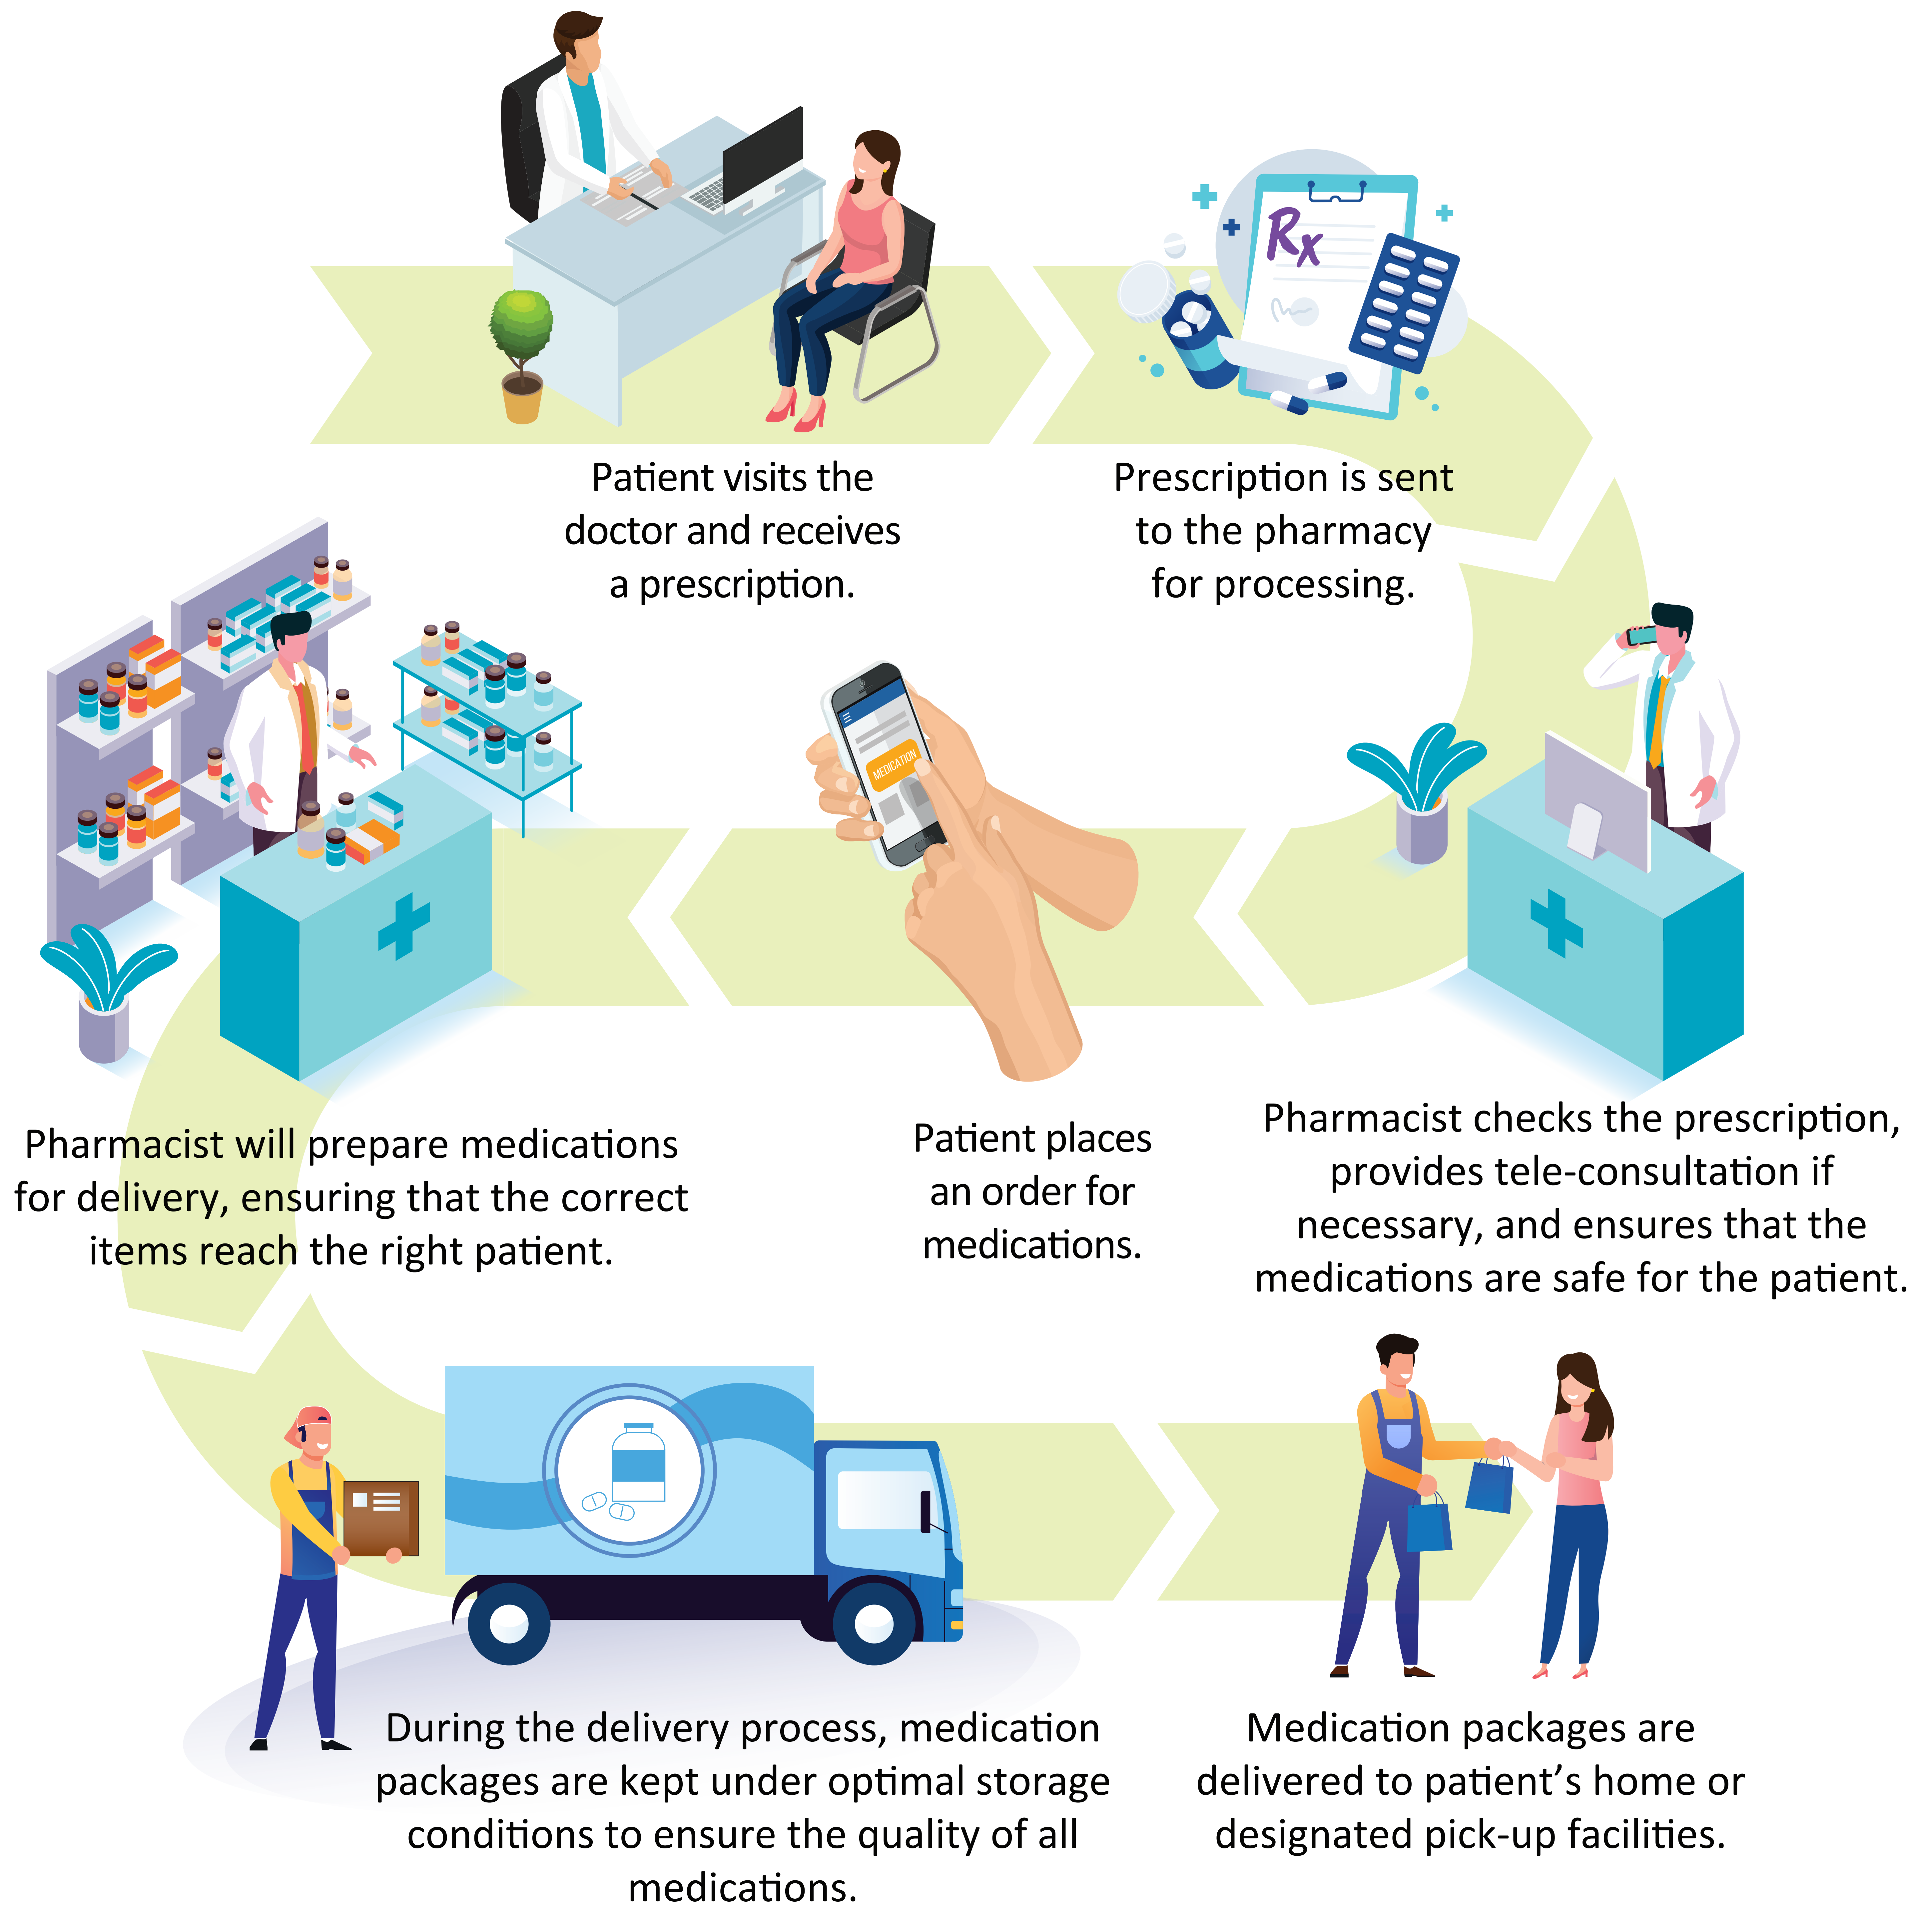 Patient visits the
doctor and receives
a prescription.
Rx
Prescription is sent
to the pharmacy
for processing.
Pharmacist checks the prescription,
provides tele-consultation if
necessary, and ensures that the
medications are safe for the patient.
MEDICATION
Patient places
an order for
medications.
Pharmacist will prepare medications
for delivery, ensuring that the correct
items reach the right patient.
During the delivery process, medication
packages are kept under optimal storage
conditions to ensure the quality of all
medications.
Medication packages are
delivered to patient’s home or
designated pick-up facilities.